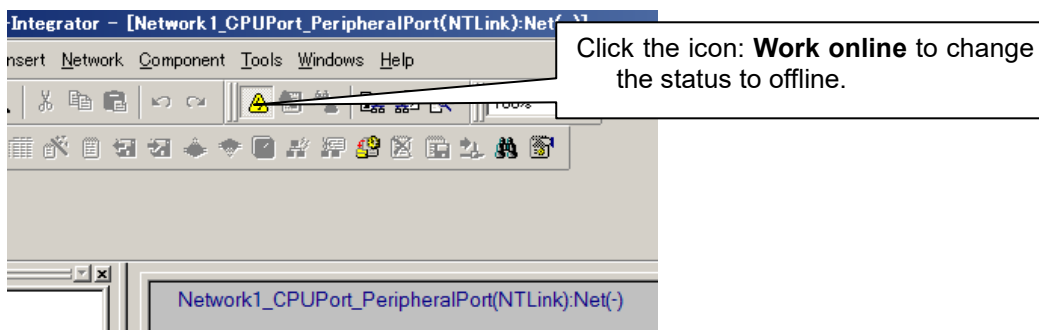 -Integrator - [Network1_CPUPort_PeripheralPort(NTLink):Net(-)]
Click the icon: Work online to change
the status to offline.
nsert Network Component Tools Windows Help
100%
Network1_CPUPort_PeripheralPort(NTLink):Net(-)